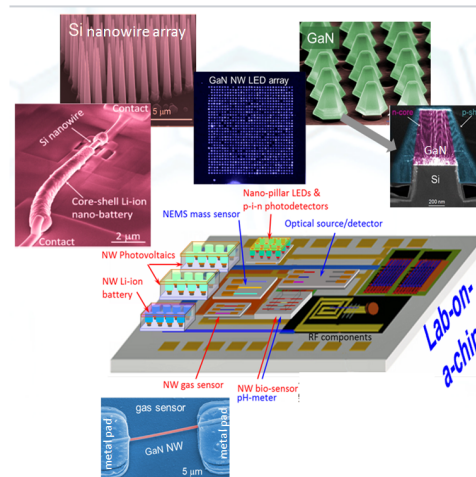 Si nanowire array
5 μm
GaN NW LED array
GaN
n-core
p-sh
GaN
Si
200 nm
Contact
Si nanowire
Core-shell Li-ion
nano-battery
Contact
2 μm
Nano-pillar LEDs &
p-i-n photodetectors
NEMS mass sensor
Optical source/detector
NW Photovoltaics
NW Li-ion
battery
RF components
Lab-on-
a-chip
NW gas sensor
NW bio-sensor
pH-meter
gas sensor
metal pad
metal pad
GaN NW
5 μm